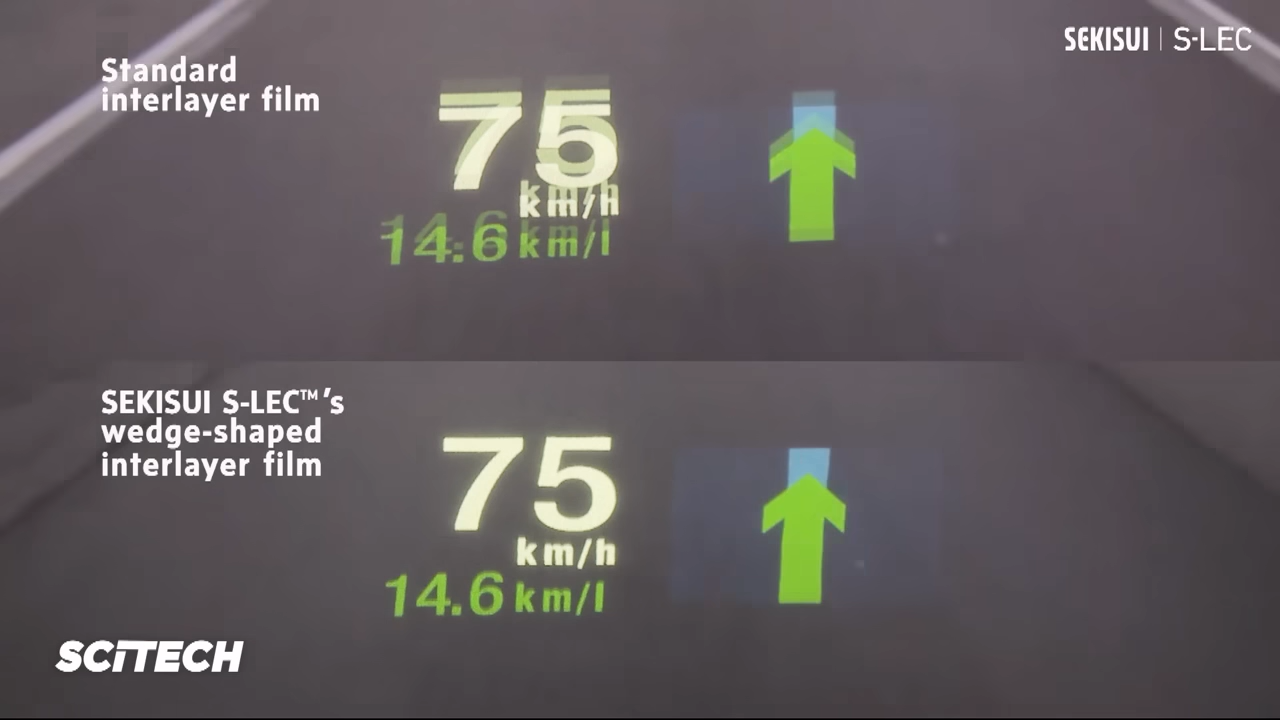 SEKISUI | S-LEC
Standard
interlayer film
75
km/h
14.6 km/l
SEKISUI S-LEC™'s
wedge-shaped
interlayer film
75
km/h
14.6 km/l
SCITECH